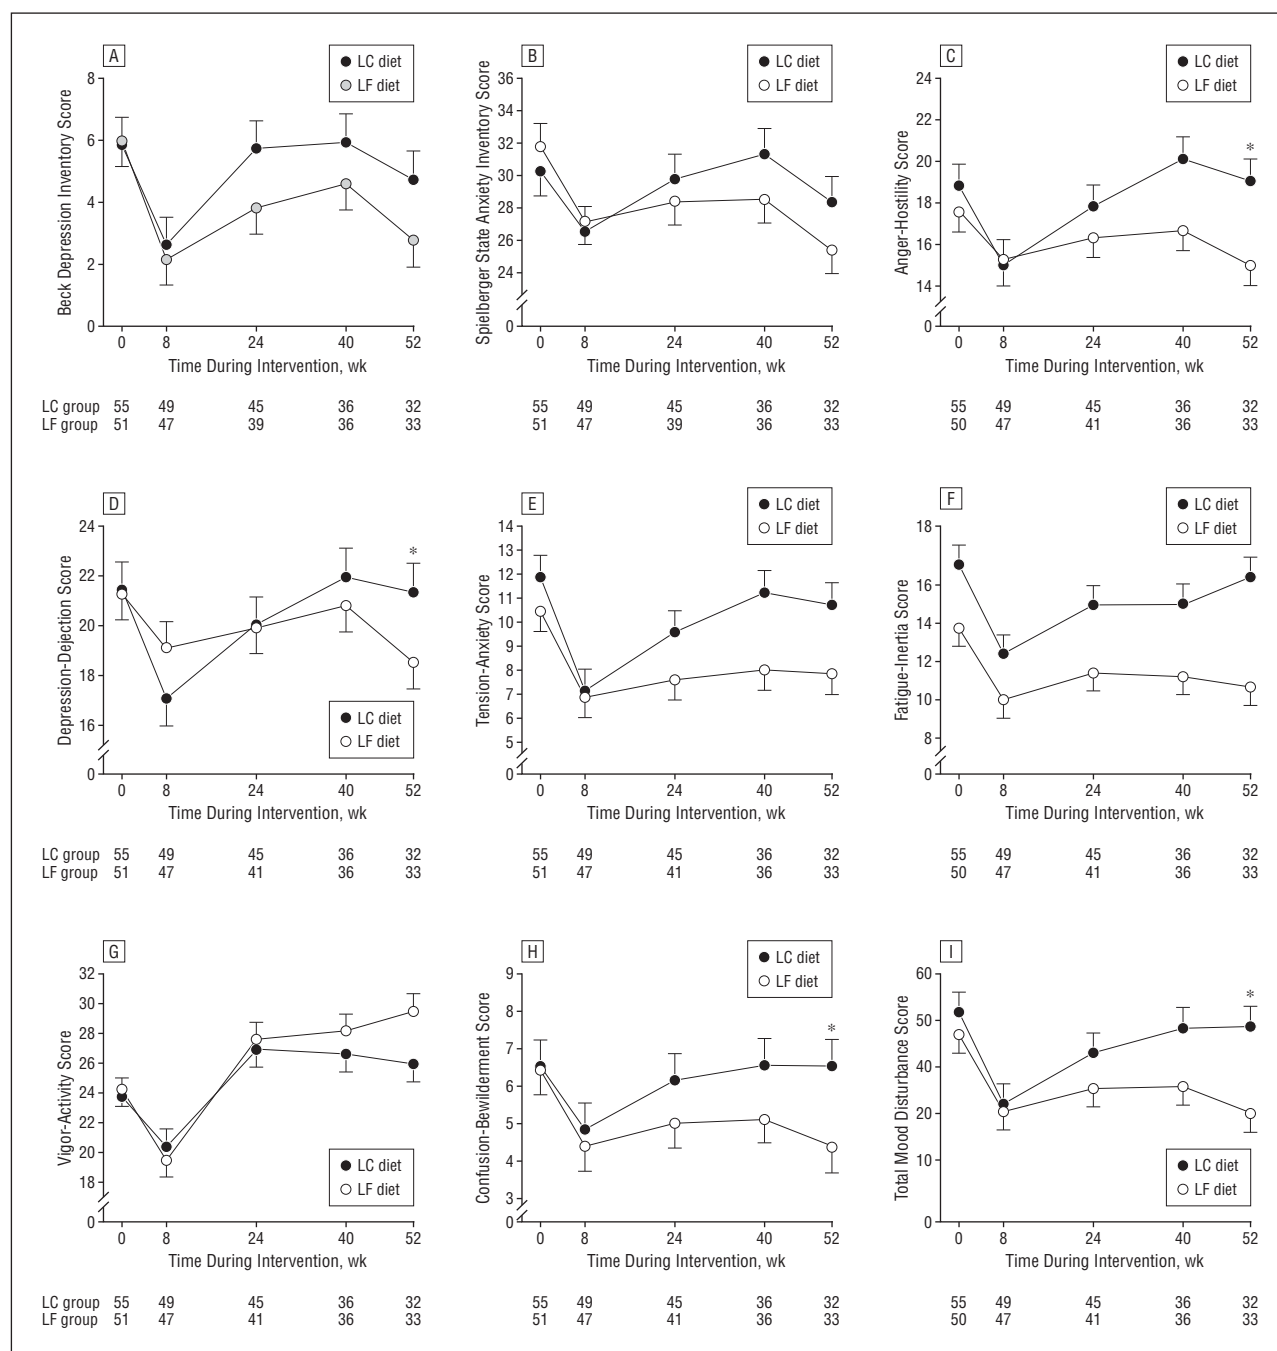 A
LC diet
LF diet
Beck Depression Inventory Score
8
6
4
2
0
0 8 24 40 52
Time During Intervention, wk
LC group 55 49 45 36 32
LF group 51 47 39 36 33
B
LC diet
LF diet
Spielberger State Anxiety Inventory Score
36
34
32
30
28
26
24
0
0 8 24 40 52
Time During Intervention, wk
55 49 45 36 32
51 47 39 36 33
C
LC diet
LF diet
Anger-Hostility Score
24
22
20
18
16
14
0
*
0 8 24 40 52
Time During Intervention, wk
55 49 45 36 32
50 47 41 36 33
D
Depression-Dejection Score
24
22
20
18
16
0
*
LC diet
LF diet
0 8 24 40 52
Time During Intervention, wk
LC group 55 49 45 36 32
LF group 51 47 41 36 33
E
LC diet
LF diet
Tension-Anxiety Score
14
13
12
11
10
9
8
7
6
5
0
0 8 24 40 52
Time During Intervention, wk
55 49 45 36 32
51 47 41 36 33
F
LC diet
LF diet
Fatigue-Inertia Score
18
16
14
12
10
8
0
0 8 24 40 52
Time During Intervention, wk
55 49 45 36 32
50 47 41 36 33
G
Vigor-Activity Score
32
30
28
26
24
22
20
18
0
LC diet
LF diet
0 8 24 40 52
Time During Intervention, wk
LC group 55 49 45 36 32
LF group 51 47 41 36 33
H
LC diet
LF diet
Confusion-Bewilderment Score
9
8
7
6
5
4
3
0
*
0 8 24 40 52
Time During Intervention, wk
55 49 45 36 32
51 47 41 36 33
I
Total Mood Disturbance Score
60
50
40
20
10
0
*
LC diet
LF diet
0 8 24 40 52
Time During Intervention, wk
55 49 45 36 32
50 47 41 36 33